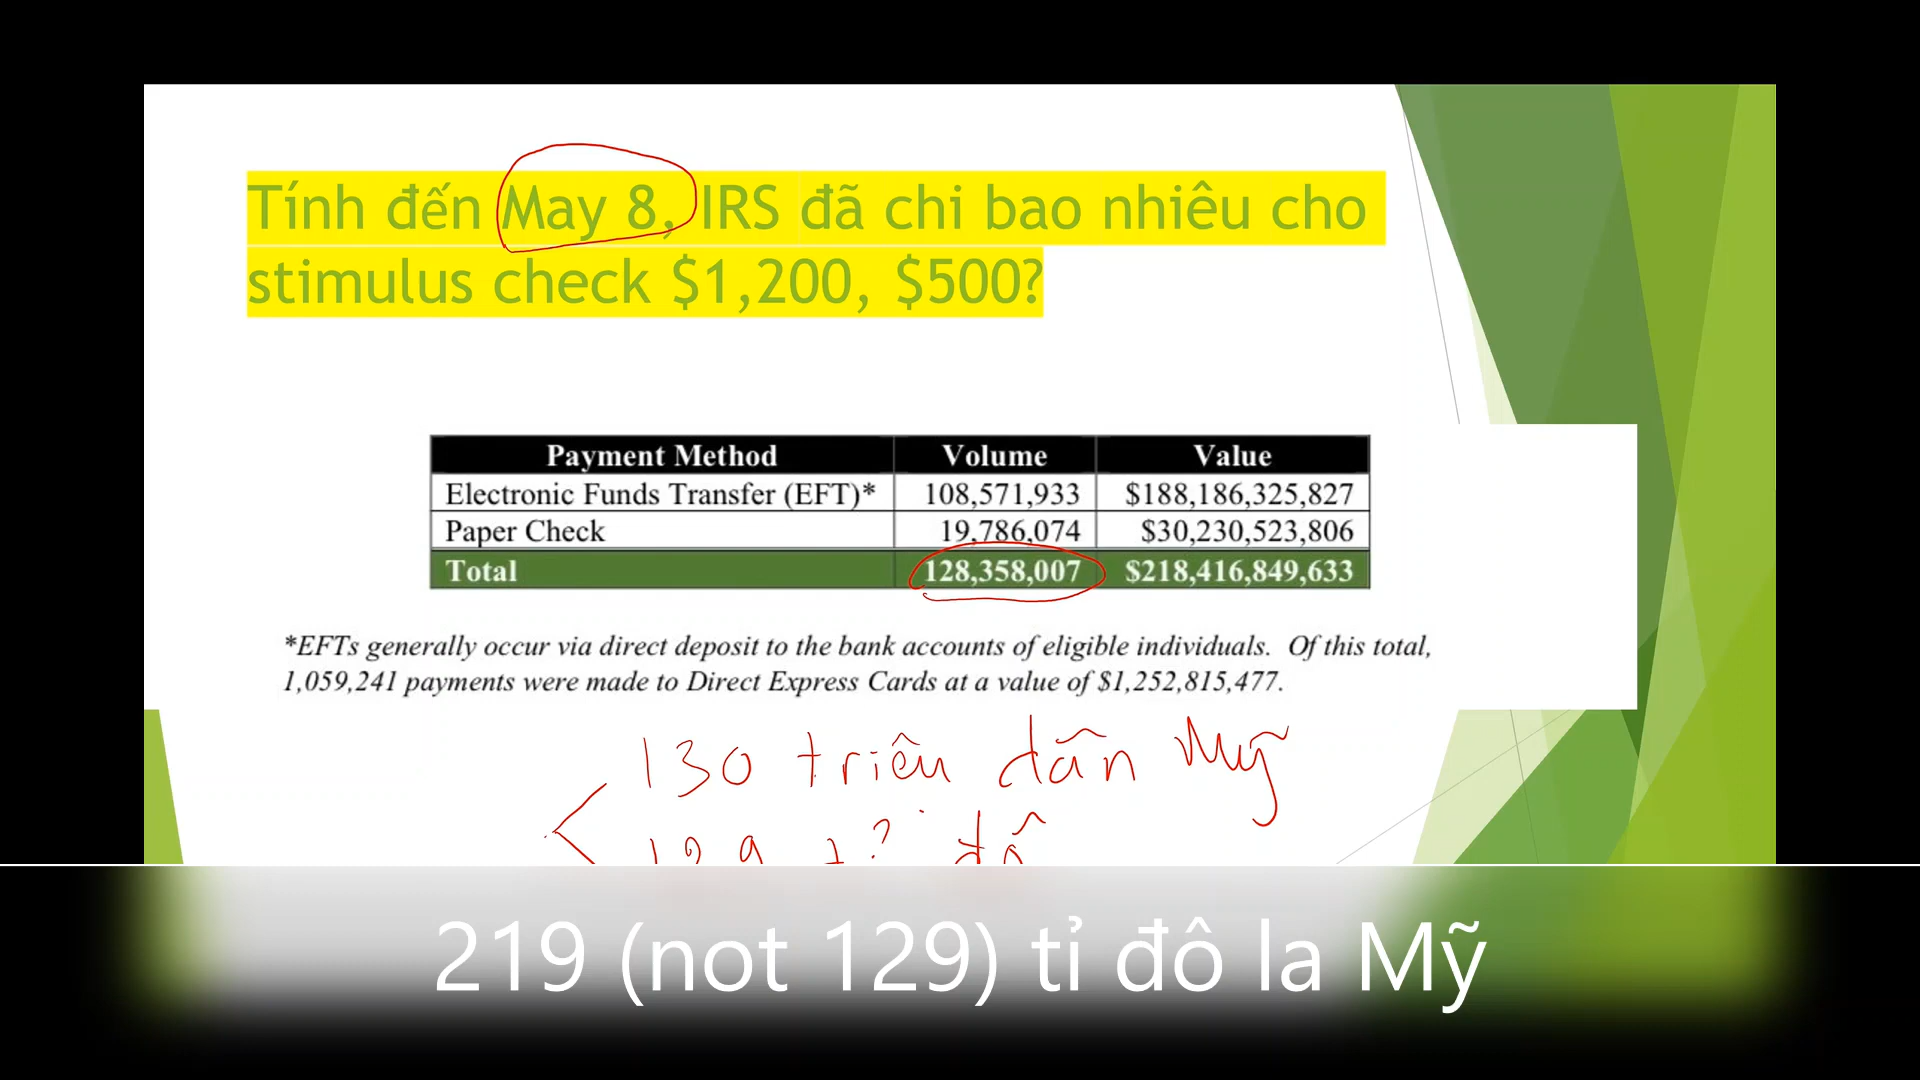 Tính đến May 8, IRS đã chi bao nhiêu cho
stimulus check $1,200, $500?
Payment Method Volume Value
Electronic Funds Transfer (EFT)* 108,571,933 $188,186,325,827
Paper Check 19,786,074 $30,230,523,806
Total 128,358,007 $218,416,849,633
*EFTs generally occur via direct deposit to the bank accounts of eligible individuals. Of this total,
1,059,241 payments were made to Direct Express Cards at a value of $1,252,815,477.
130 triêu dân Mỹ
129 tỉ đô
219 (not 129) tỉ đô la Mỹ